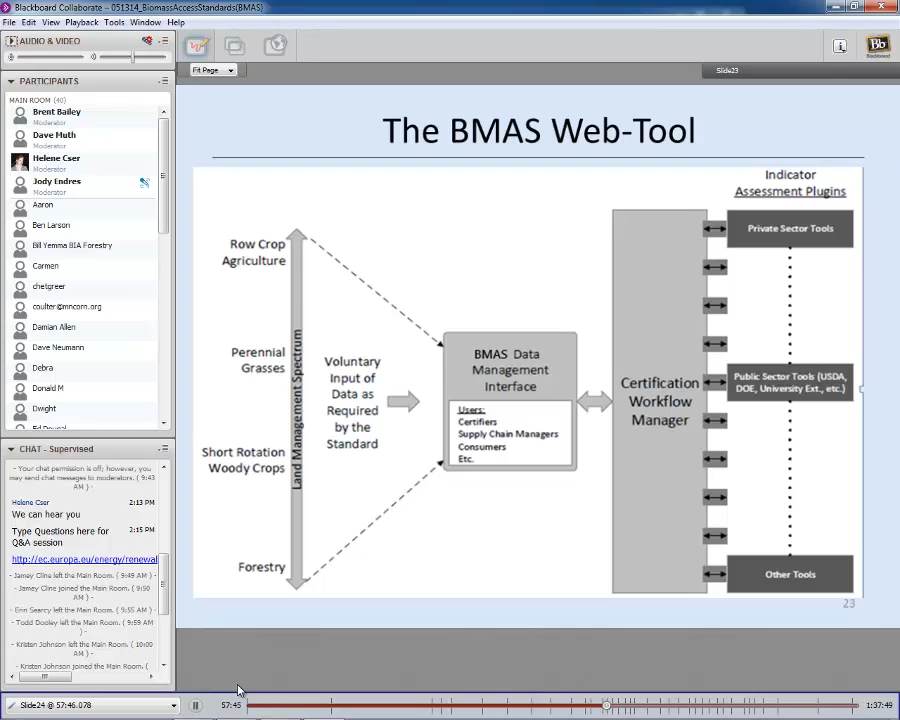 Blackboard Collaborate – 051314_BiomassAccessStandards(BMAS)
File Edit View Playback Tools Window Help
AUDIO & VIDEO
PARTICIPANTS
MAIN ROOM (40)
Brent Bailey
Moderator
Dave Muth
Moderator
Helene Cser
Moderator
Jody Endres
Moderator
Aaron
Ben Larson
Bill Yemma BIA Forestry
Carmen
chetgreer
coulter@mncorn.org
Damian Allen
Dave Neumann
Debra
Donald M
Dwight
CHAT - Supervised
- Your chat permission is off; however, you
may send chat messages to moderators. ( 9:43
AM ) -
Helene Cser 2:13 PM
We can hear you
Type Questions here for 2:15 PM
Q&A session
http://ec.europa.eu/energy/renewal
- Jamey Cline left the Main Room. ( 9:49 AM ) -
- Jamey Cline joined the Main Room. ( 9:50
AM ) -
- Erin Searcy left the Main Room. ( 9:55 AM ) -
- Todd Dooley left the Main Room. ( 9:59 AM
) -
- Kristen Johnson left the Main Room. ( 10:00
AM ) -
- Kristen Johnson joined the Main Room. (
Fit Page
Slide23
Bb
Blackboard
The BMAS Web-Tool
Indicator
Assessment Plugins
Row Crop
Agriculture
Perennial
Grasses
Short Rotation
Woody Crops
Forestry
Land Management Spectrum
Voluntary
Input of
Data as
Required
by the
Standard
BMAS Data
Management
Interface
Users:
Certifiers
Supply Chain Managers
Consumers
Etc.
Certification
Workflow
Manager
Private Sector Tools
Public Sector Tools (USDA,
DOE, University Ext., etc.)
Other Tools
23
Slide24 @ 57:46.078
57:45
1:37:49